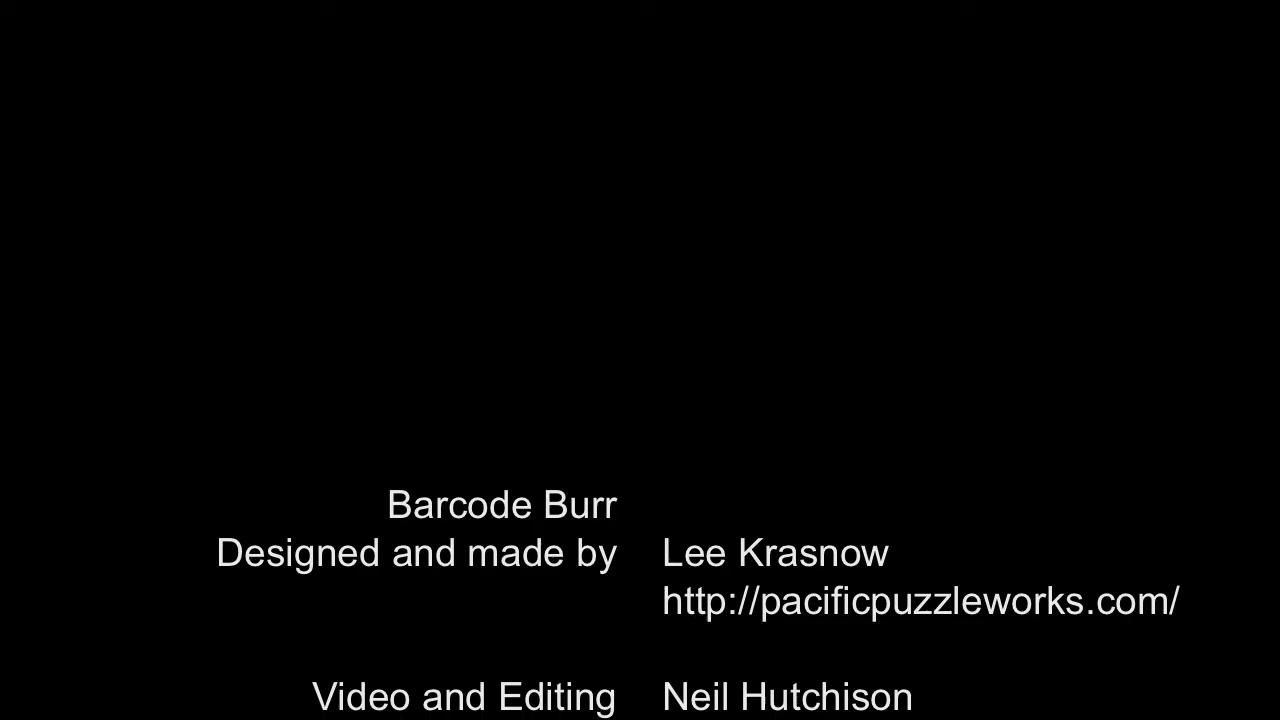 Barcode Burr
Designed and made by Lee Krasnow
http://pacificpuzzleworks.com/
Video and Editing Neil Hutchison